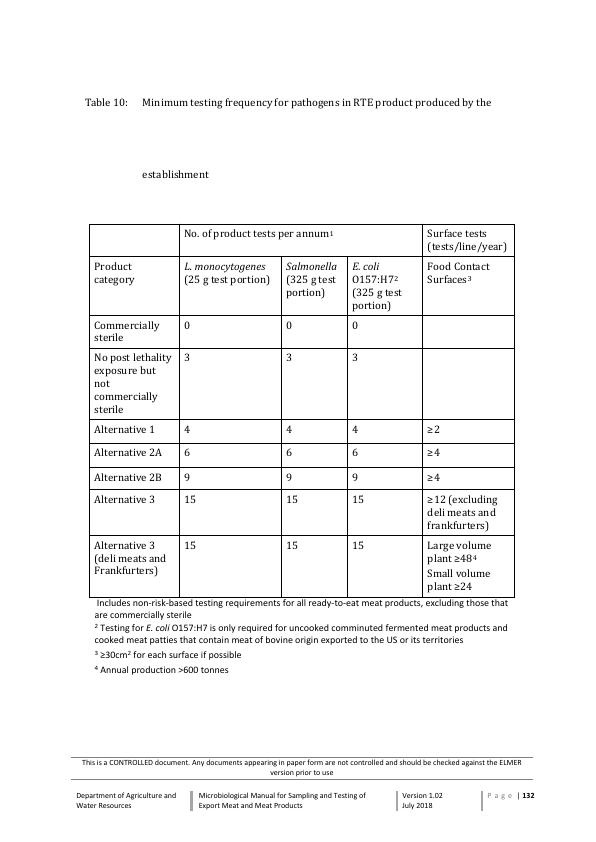 Table 10: Minimum testing frequency for pathogens in RTE product produced by the
establishment
No. of product tests per annum¹
Surface tests
(tests/line/year)
Product
category
L. monocytogenes
(25 g test portion)
Salmonella
(325 g test
portion)
E. coli
O157:H7²
(325 g test
portion)
Food Contact
Surfaces³
Commercially
sterile
0
0
0
No post lethality
exposure but
not
commercially
sterile
3
3
3
Alternative 1
4
4
4
≥2
Alternative 2A
6
6
6
≥4
Alternative 2B
9
9
9
≥4
Alternative 3
15
15
15
≥12 (excluding
deli meats and
frankfurters)
Alternative 3
(deli meats and
Frankfurters)
15
15
15
Large volume
plant ≥48⁴
Small volume
plant ≥24
Includes non-risk-based testing requirements for all ready-to-eat meat products, excluding those that
are commercially sterile
² Testing for E. coli O157:H7 is only required for uncooked comminuted fermented meat products and
cooked meat patties that contain meat of bovine origin exported to the US or its territories
³ ≥30cm² for each surface if possible
⁴ Annual production >600 tonnes
This is a CONTROLLED document. Any documents appearing in paper form are not controlled and should be checked against the ELMER
version prior to use
Department of Agriculture and
Water Resources
Microbiological Manual for Sampling and Testing of
Export Meat and Meat Products
Version 1.02
July 2018
Page | 132